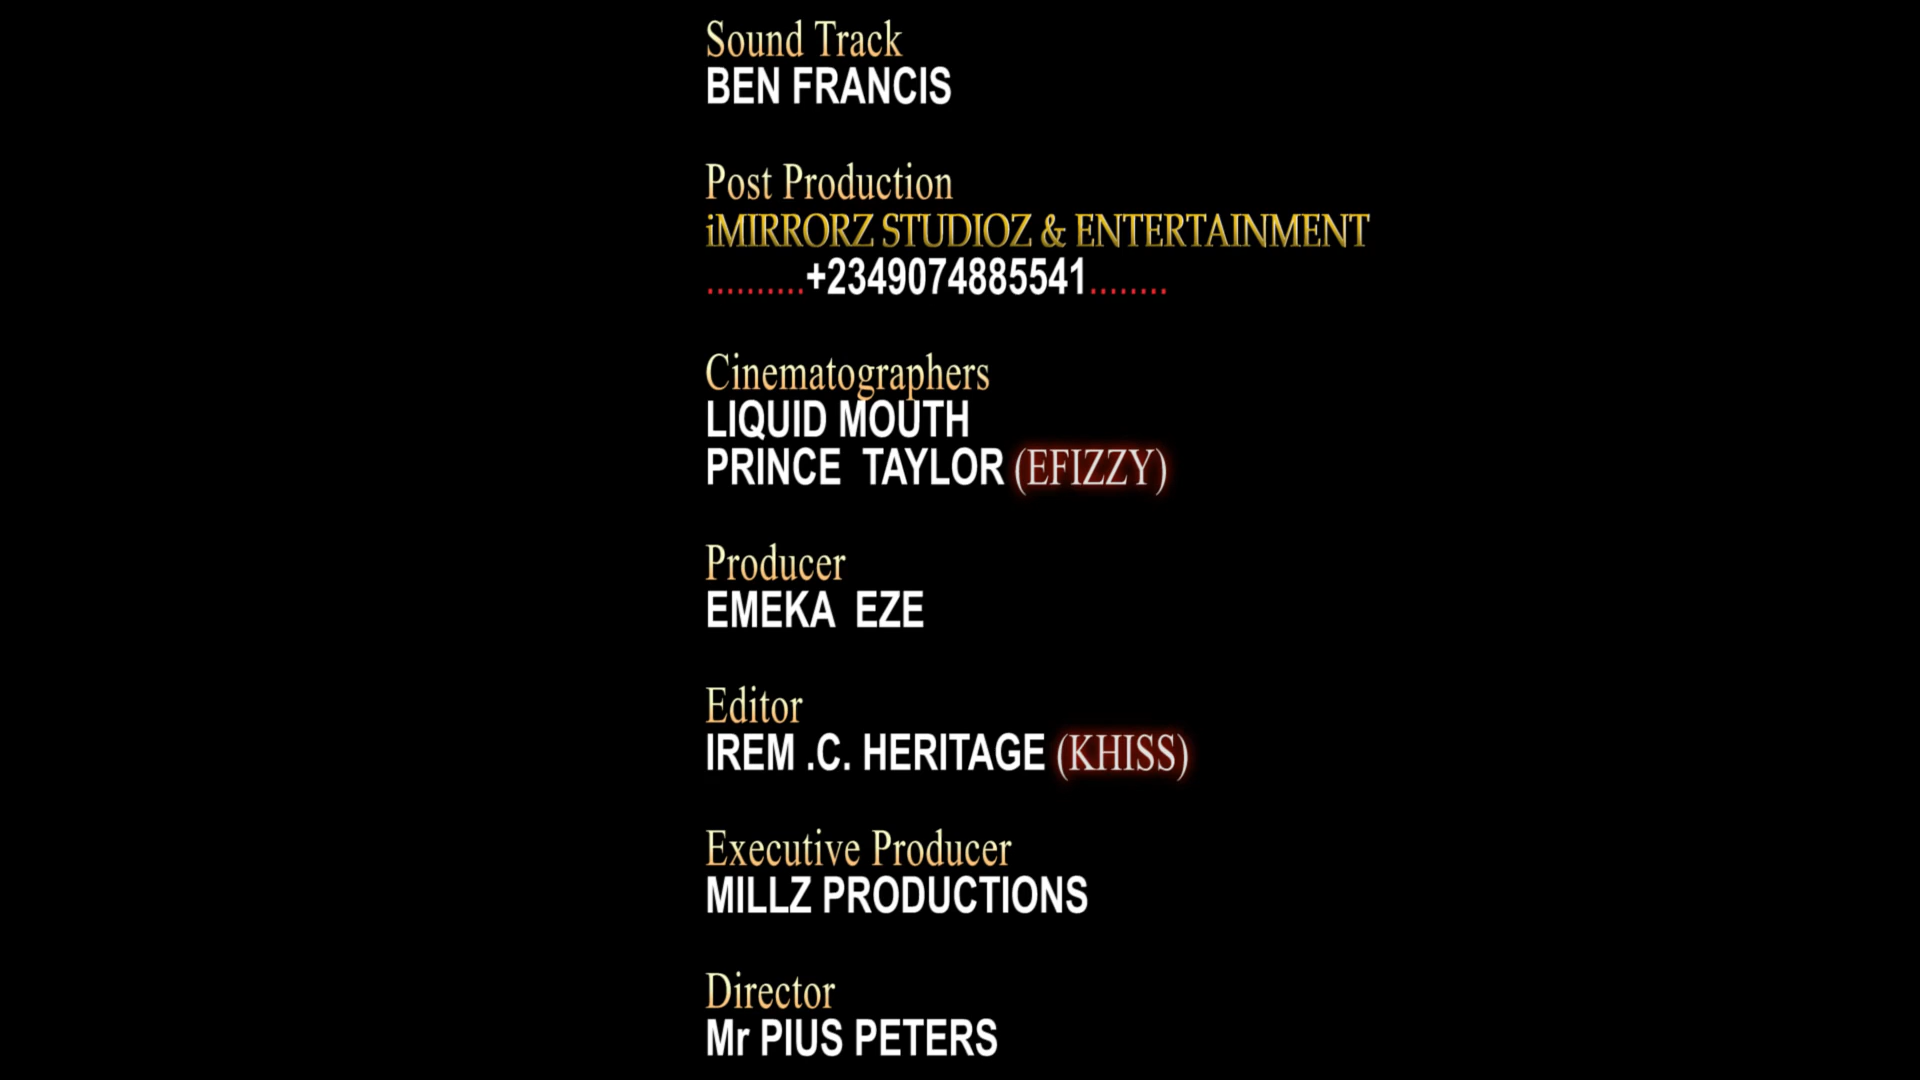 Sound Track
BEN FRANCIS
Post Production
iMIRRORZ STUDIOZ & ENTERTAINMENT
..........+2349074885541........
Cinematographers
LIQUID MOUTH
PRINCE  TAYLOR (EFIZZY)
Producer
EMEKA  EZE
Editor
IREM .C. HERITAGE (KHISS)
Executive Producer
MILLZ PRODUCTIONS
Director
Mr PIUS PETERS